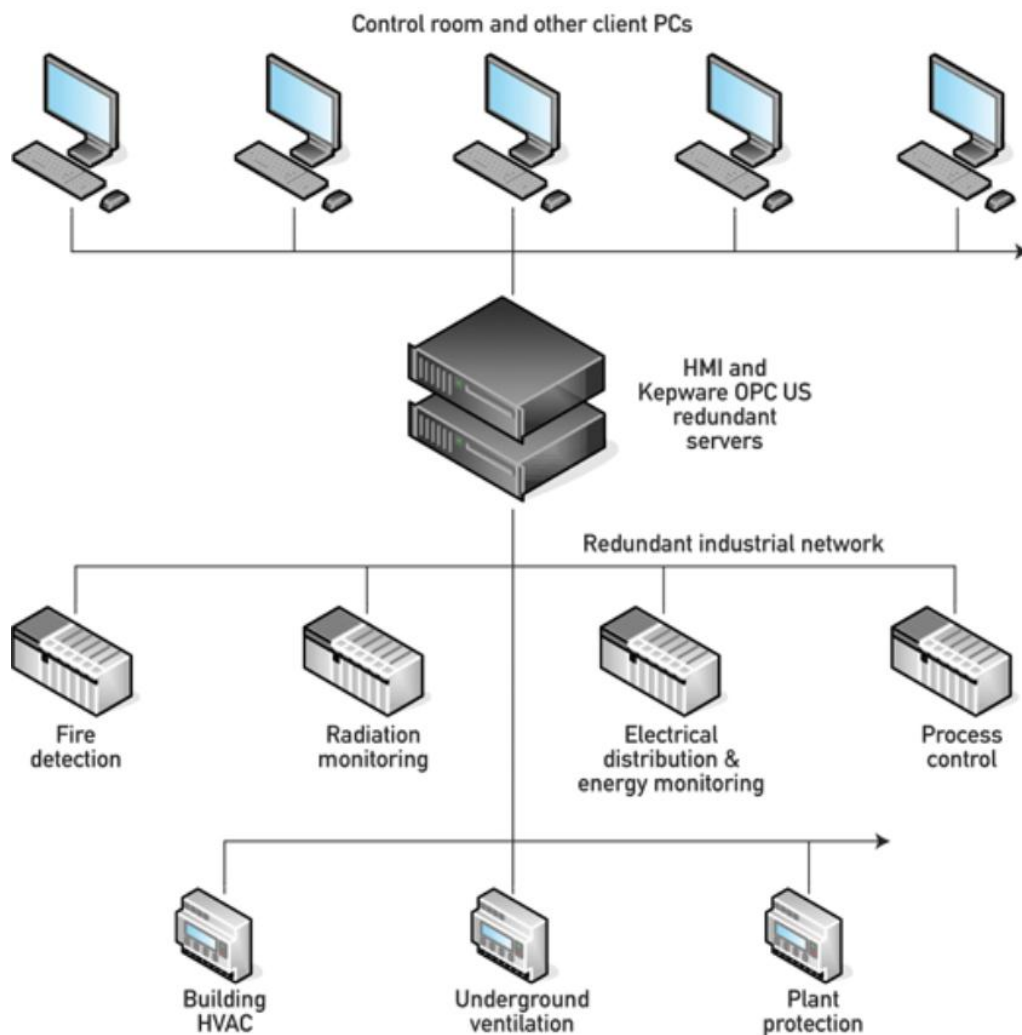 Control room and other client PCs
HMI and
Kepware OPC US
redundant
servers
Redundant industrial network
Fire
detection
Radiation
monitoring
Electrical
distribution &
energy monitoring
Process
control
Building
HVAC
Underground
ventilation
Plant
protection